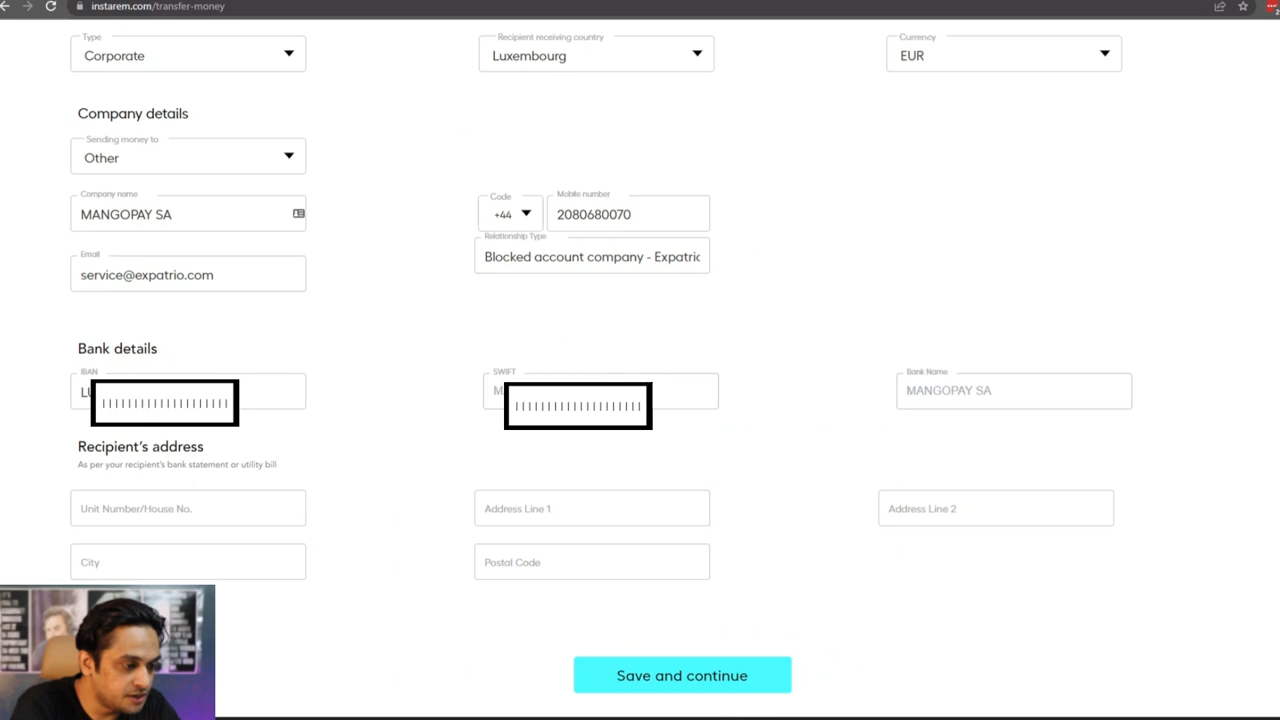 instarem.com/transfer-money
Type
Corporate
Recipient receiving country
Luxembourg
Currency
EUR
Company details
Sending money to
Other
Company name
MANGOPAY SA
Code
+44
Mobile number
2080680070
Relationship Type
Blocked account company - Expatric
Email
service@expatrio.com
Bank details
IBAN
LU
SWIFT
M
Bank Name
MANGOPAY SA
Recipient's address
As per your recipient's bank statement or utility bill
Unit Number/House No.
Address Line 1
Address Line 2
City
Postal Code
Save and continue